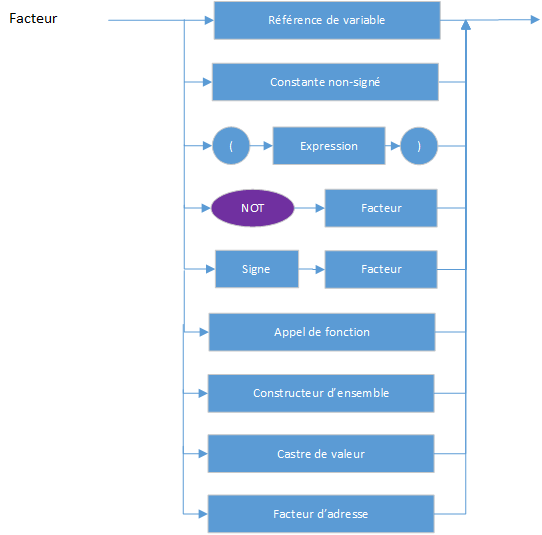 Facteur
Référence de variable
Constante non-signé
( Expression )
NOT Facteur
Signe Facteur
Appel de fonction
Constructeur d'ensemble
Castre de valeur
Facteur d'adresse